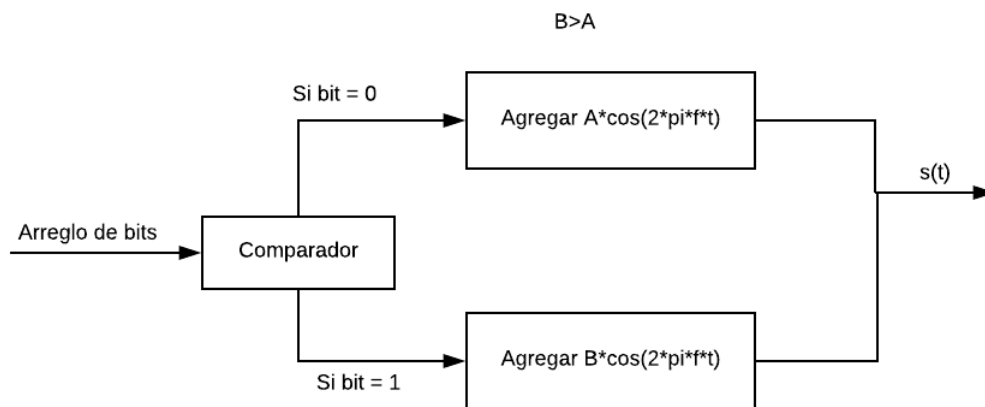 B>A
Si bit = 0
Agregar A*cos(2*pi*f*t)
s(t)
Arreglo de bits
Comparador
Agregar B*cos(2*pi*f*t)
Si bit = 1